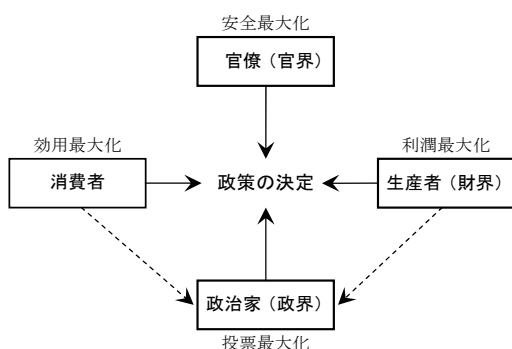 安全最大化
官僚（官界）
効用最大化
利潤最大化
消費者
政策の決定
生産者（財界）
政治家（政界）
投票最大化